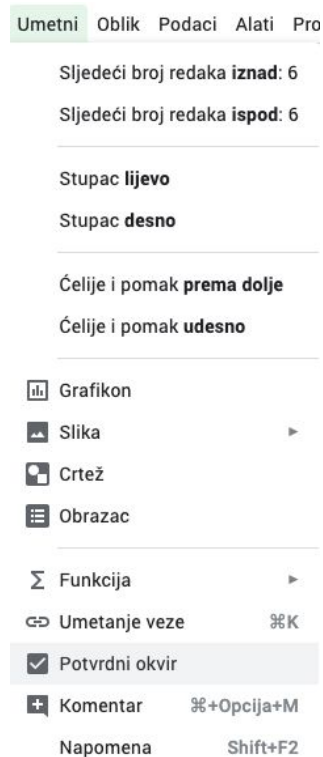 Umetni Oblik Podaci Alati Pro
Sljedeći broj redaka iznad: 6
Sljedeći broj redaka ispod: 6
Stupac lijevo
Stupac desno
Ćelije i pomak prema dolje
Ćelije i pomak udesno
Grafikon
Slika ►
Crtež
Obrazac
Σ Funkcija ►
Umetanje veze ⌘K
Potvrdni okvir
Komentar ⌘+Opcija+M
Napomena Shift+F2